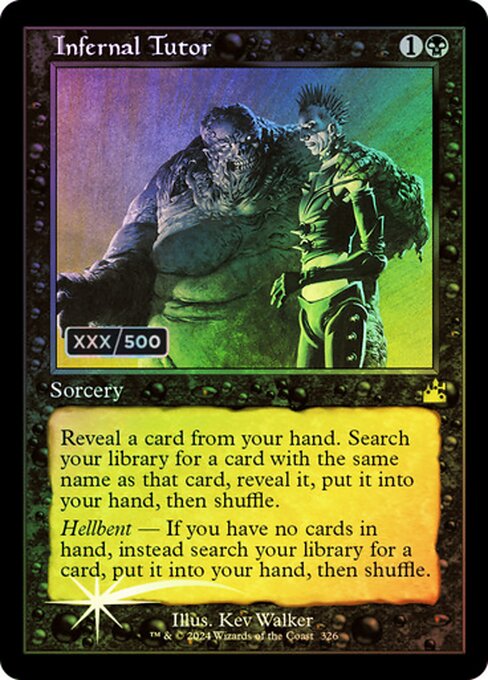 Infernal Tutor 1
XXX/500
Sorcery
Reveal a card from your hand. Search
your library for a card with the same
name as that card, reveal it, put it into
your hand, then shuffle.
Hellbent — If you have no cards in
hand, instead search your library for a
card, put it into your hand, then shuffle.
Illus. Kev Walker
™ & © 2024 Wizards of the Coast 326